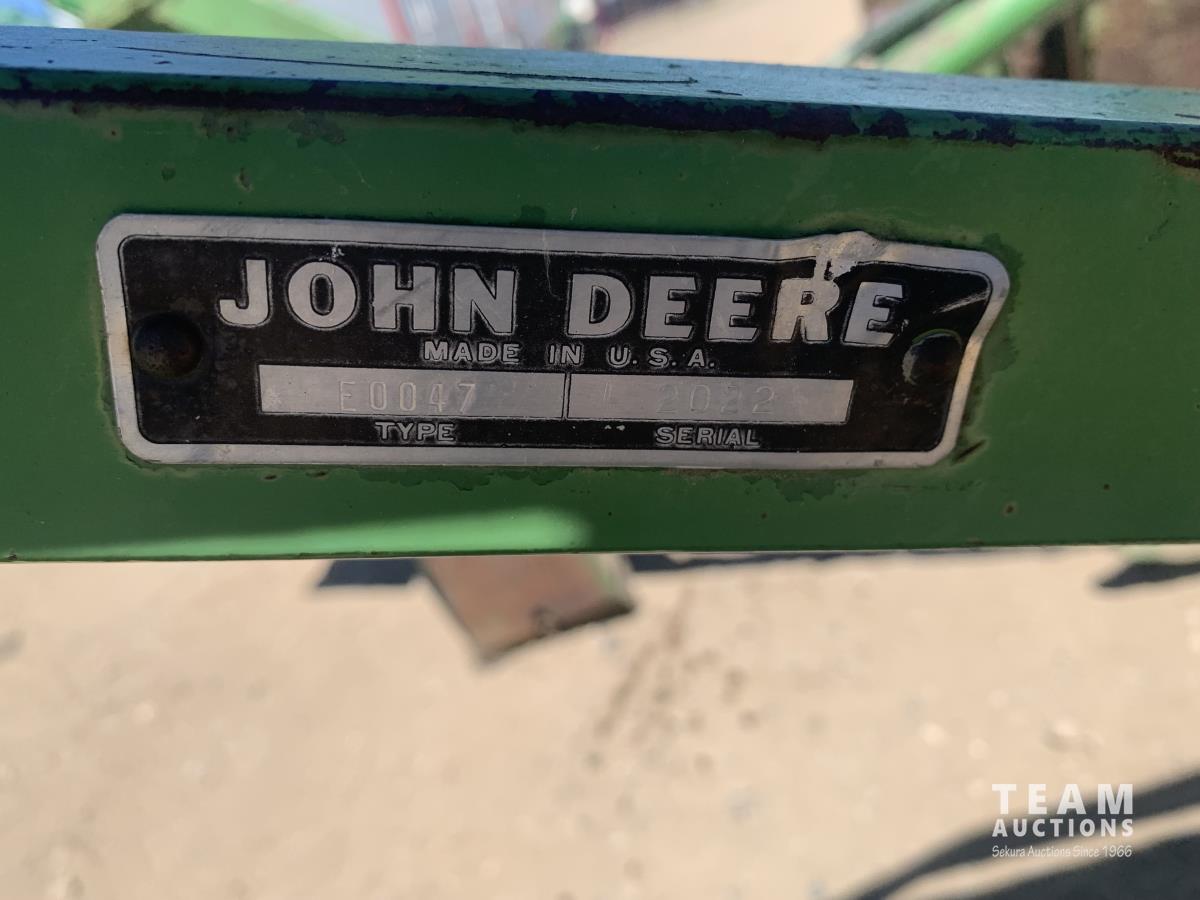 JOHN DEERE
MADE IN U.S.A.
E0047 2022
TYPE SERIAL
TEAM
AUCTIONS
Sekura Auctions Since 1966